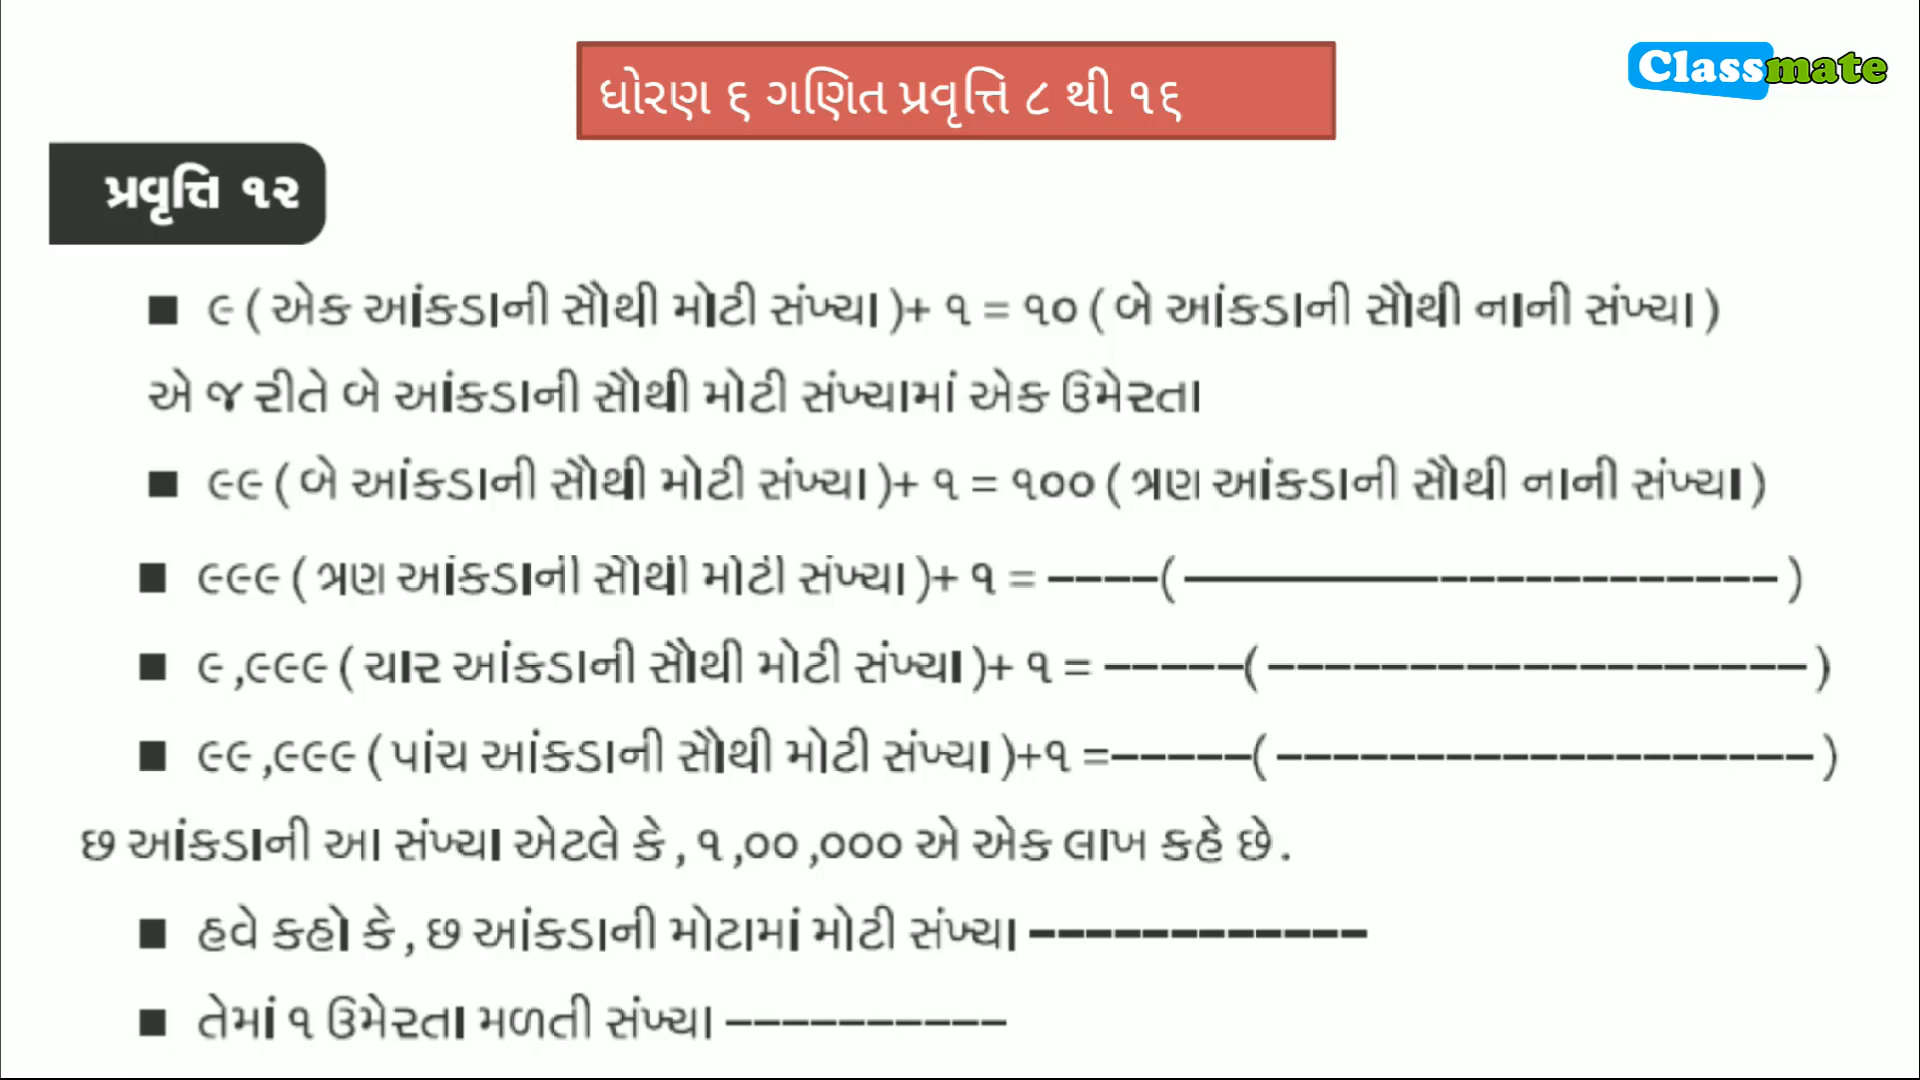 ધોરણ ૬ ગણિત પ્રવૃત્તિ ૮ થી ૧૬
Classmate
પ્રવૃત્તિ ૧૨
■ ૯ ( એક આંકડાની સૌથી મોટી સંખ્યા )+ ૧ = ૧૦ ( બે આંકડાની સૌથી નાની સંખ્યા )
એ જ રીતે બે આંકડાની સૌથી મોટી સંખ્યામાં એક ઉમેરતા
■ ૯૯ ( બે આંકડાની સૌથી મોટી સંખ્યા )+ ૧ = ૧૦૦ ( ત્રણ આંકડાની સૌથી નાની સંખ્યા )
■ ૯૯૯ ( ત્રણ આંકડાની સૌથી મોટી સંખ્યા )+ ૧ = ----( -------------------- )
■ ૯,૯૯૯ ( ચાર આંકડાની સૌથી મોટી સંખ્યા )+ ૧ = -----( ------------------- )
■ ૯૯,૯૯૯ ( પાંચ આંકડાની સૌથી મોટી સંખ્યા )+૧ =-----( ------------------- )
છ આંકડાની આ સંખ્યા એટલે કે, ૧,૦૦,૦૦૦ એ એક લાખ કહે છે.
■ હવે કહો કે, છ આંકડાની મોટામાં મોટી સંખ્યા ------------
■ તેમાં ૧ ઉમેરતા મળતી સંખ્યા ----------